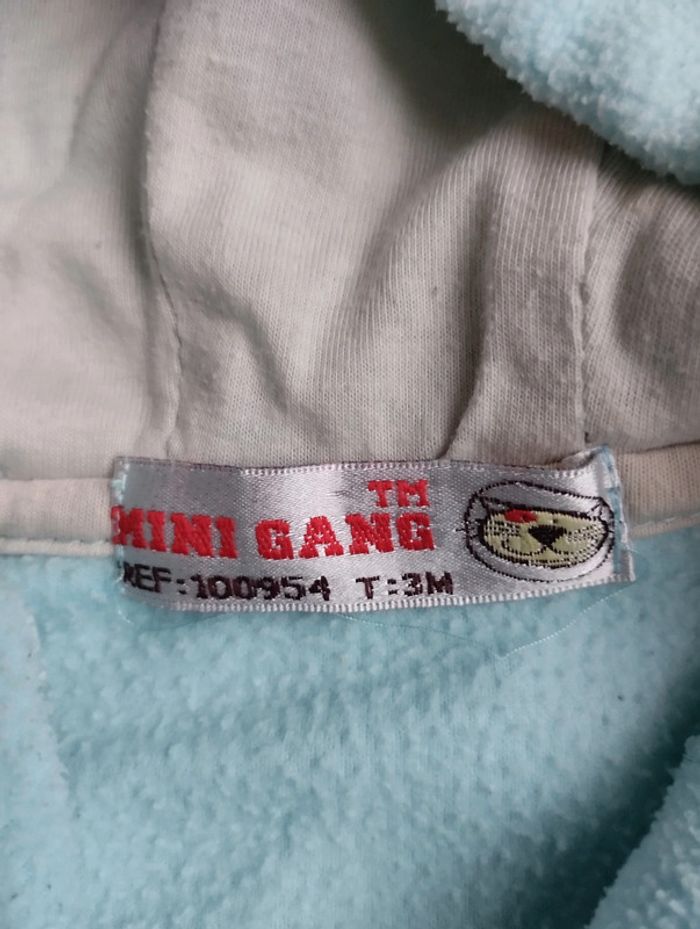 MINI GANG TM
REF:100954 T:3M